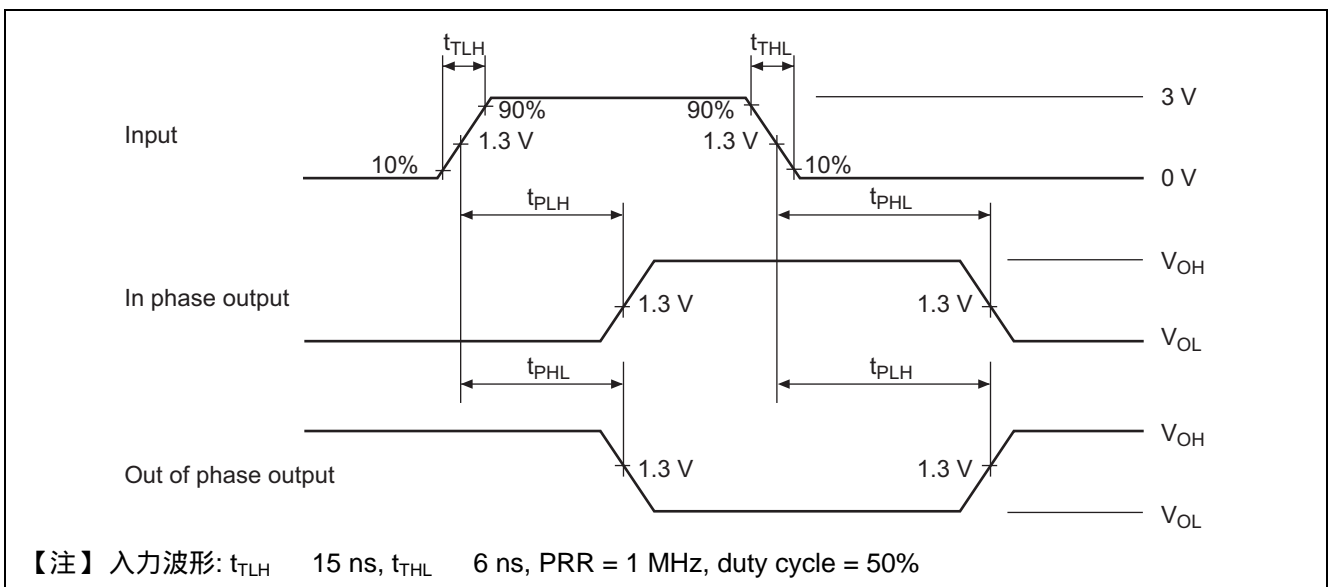 tTLH tTHL
3 V
90% 90%
Input 1.3 V 1.3 V
10% 10%
0 V
tPLH tPHL
VOH
In phase output 1.3 V 1.3 V
VOL
tPHL tPLH
VOH
Out of phase output 1.3 V 1.3 V
VOL
【注】入力波形: tTLH 15 ns, tTHL 6 ns, PRR = 1 MHz, duty cycle = 50%